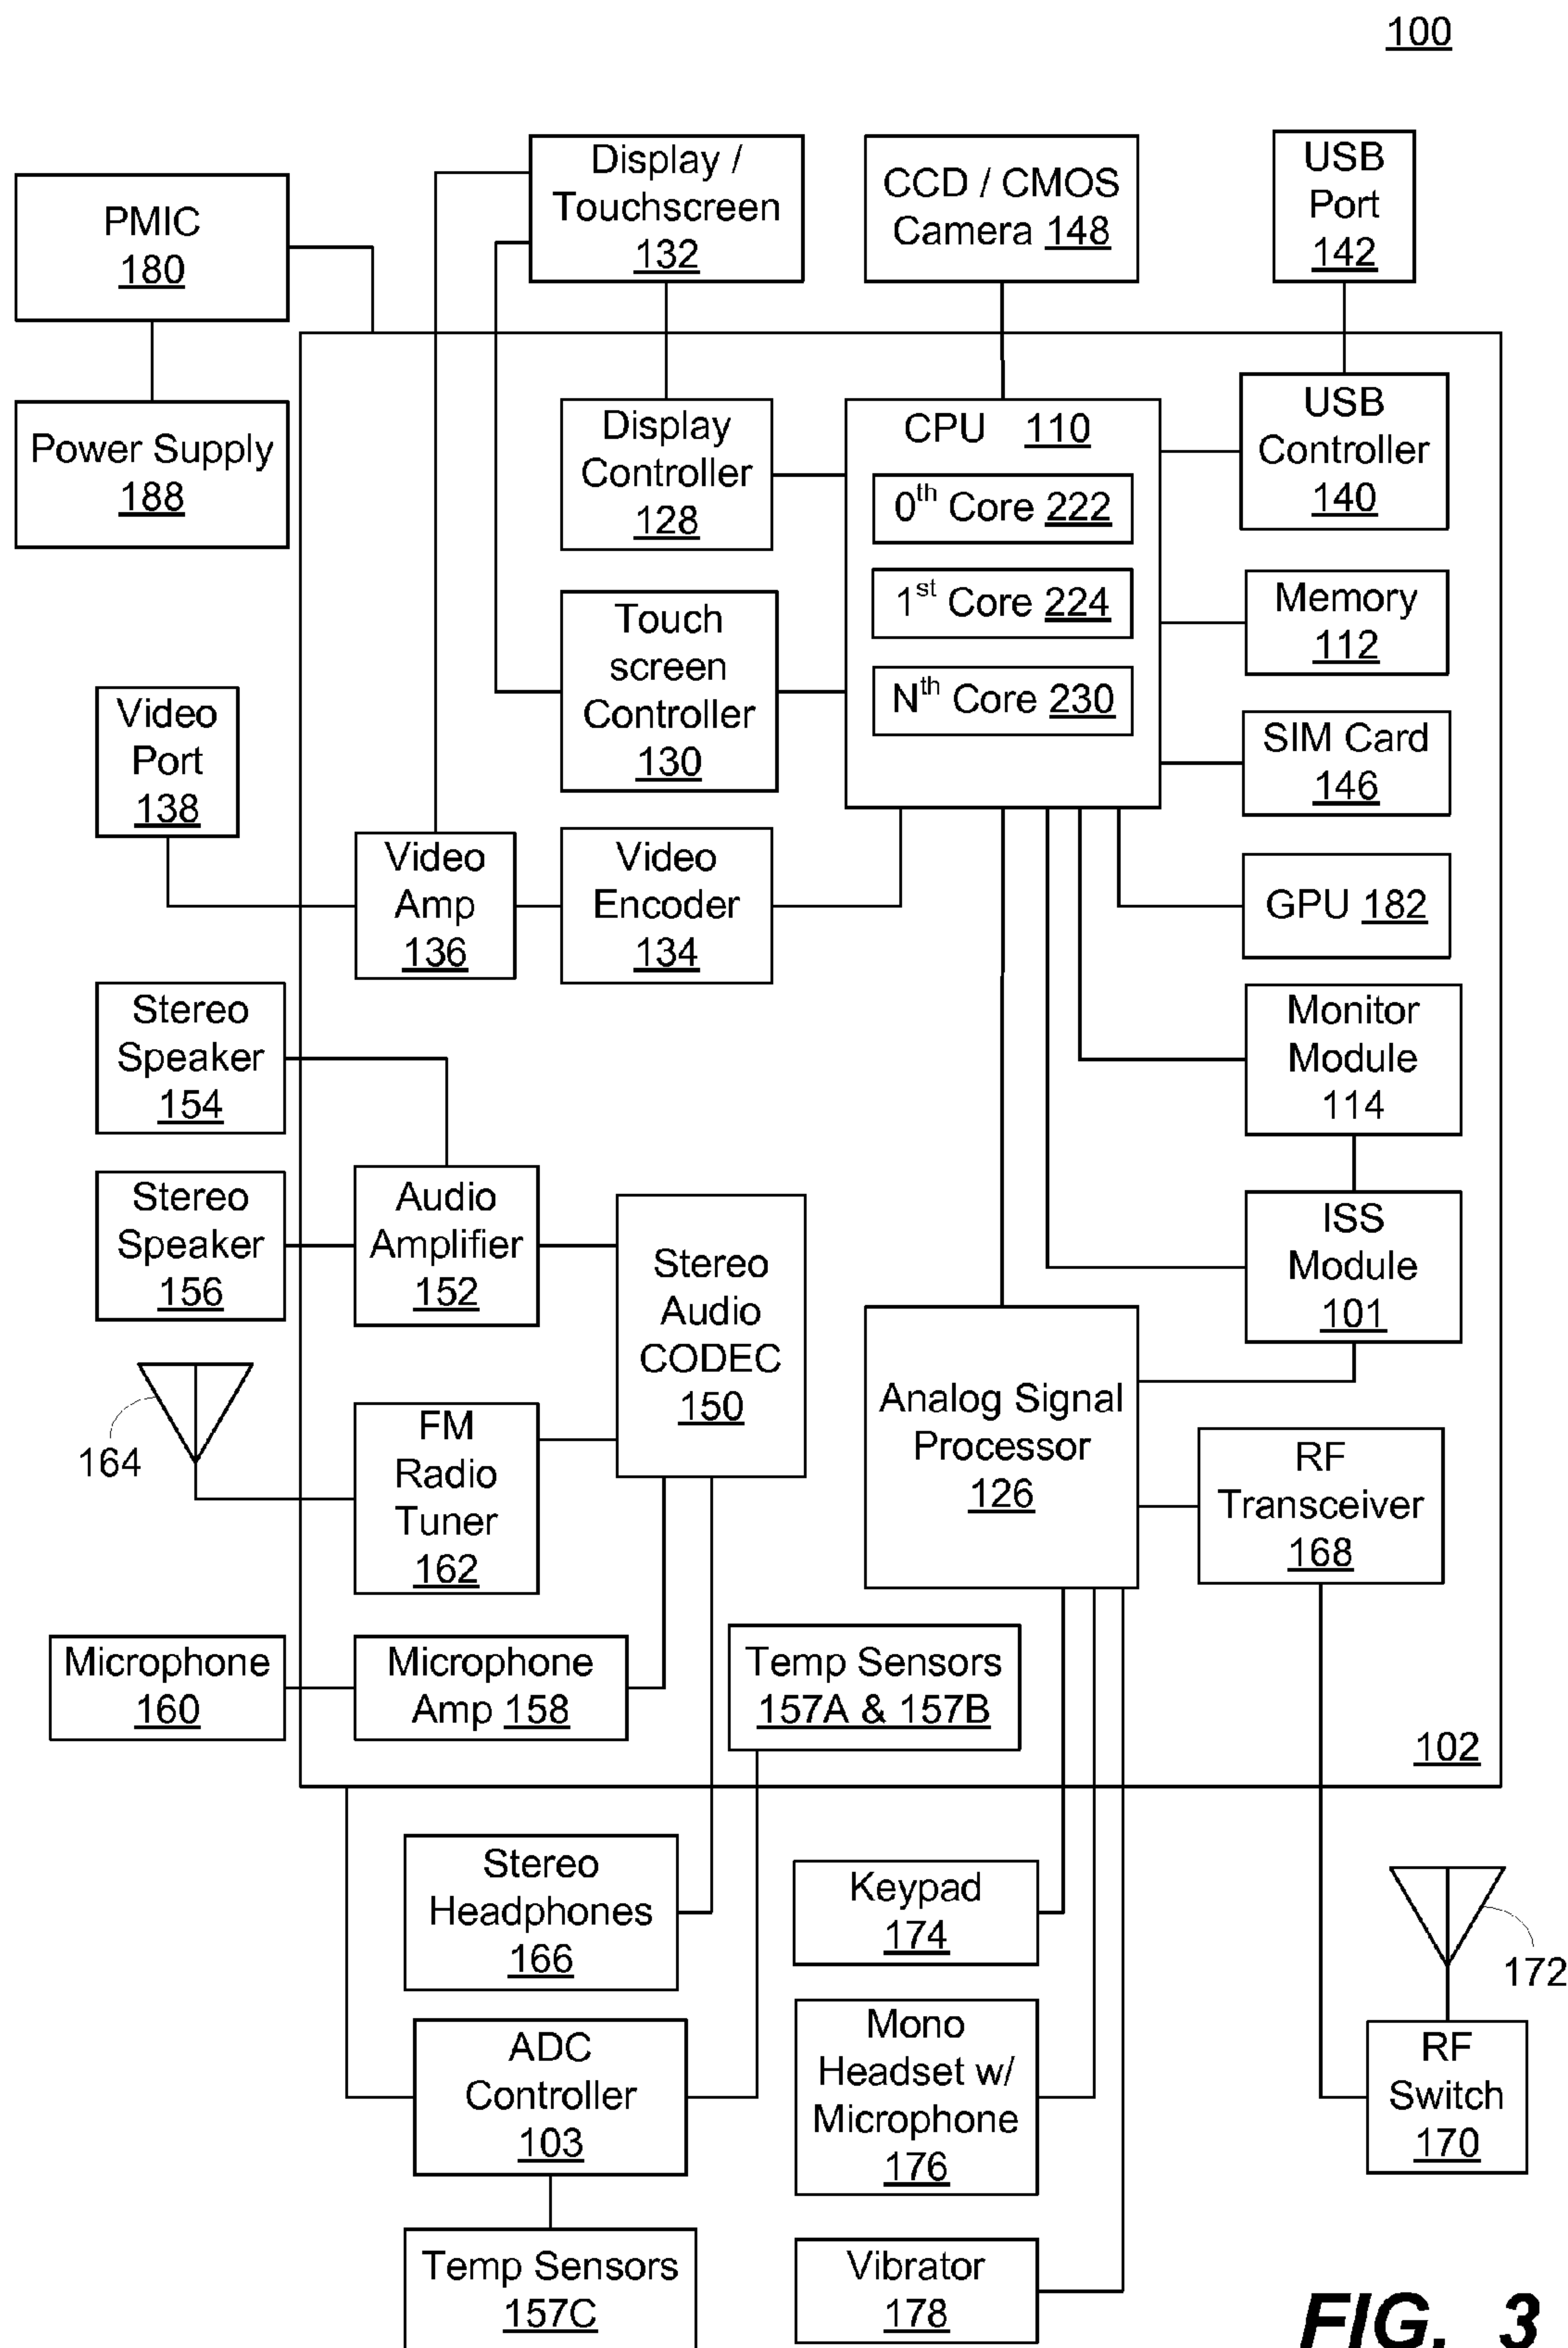 100
PMIC
180
Display /
Touchscreen
132
CCD / CMOS
Camera 148
USB
Port
142
Power Supply
188
Display
Controller
128
CPU 110
0th Core 222
1st Core 224
Nth Core 230
USB
Controller
140
Memory
112
Touch
screen
Controller
130
Video
Port
138
SIM Card
146
Video
Amp
136
Video
Encoder
134
GPU 182
Stereo
Speaker
154
Monitor
Module
114
Stereo
Speaker
156
Audio
Amplifier
152
Stereo
Audio
CODEC
150
ISS
Module
101
164
FM
Radio
Tuner
162
Analog Signal
Processor
126
RF
Transceiver
168
Microphone
160
Microphone
Amp 158
Temp Sensors
157A & 157B
102
Stereo
Headphones
166
Keypad
174
172
ADC
Controller
103
Mono
Headset w/
Microphone
176
RF
Switch
170
Temp Sensors
157C
Vibrator
178
FIG. 3